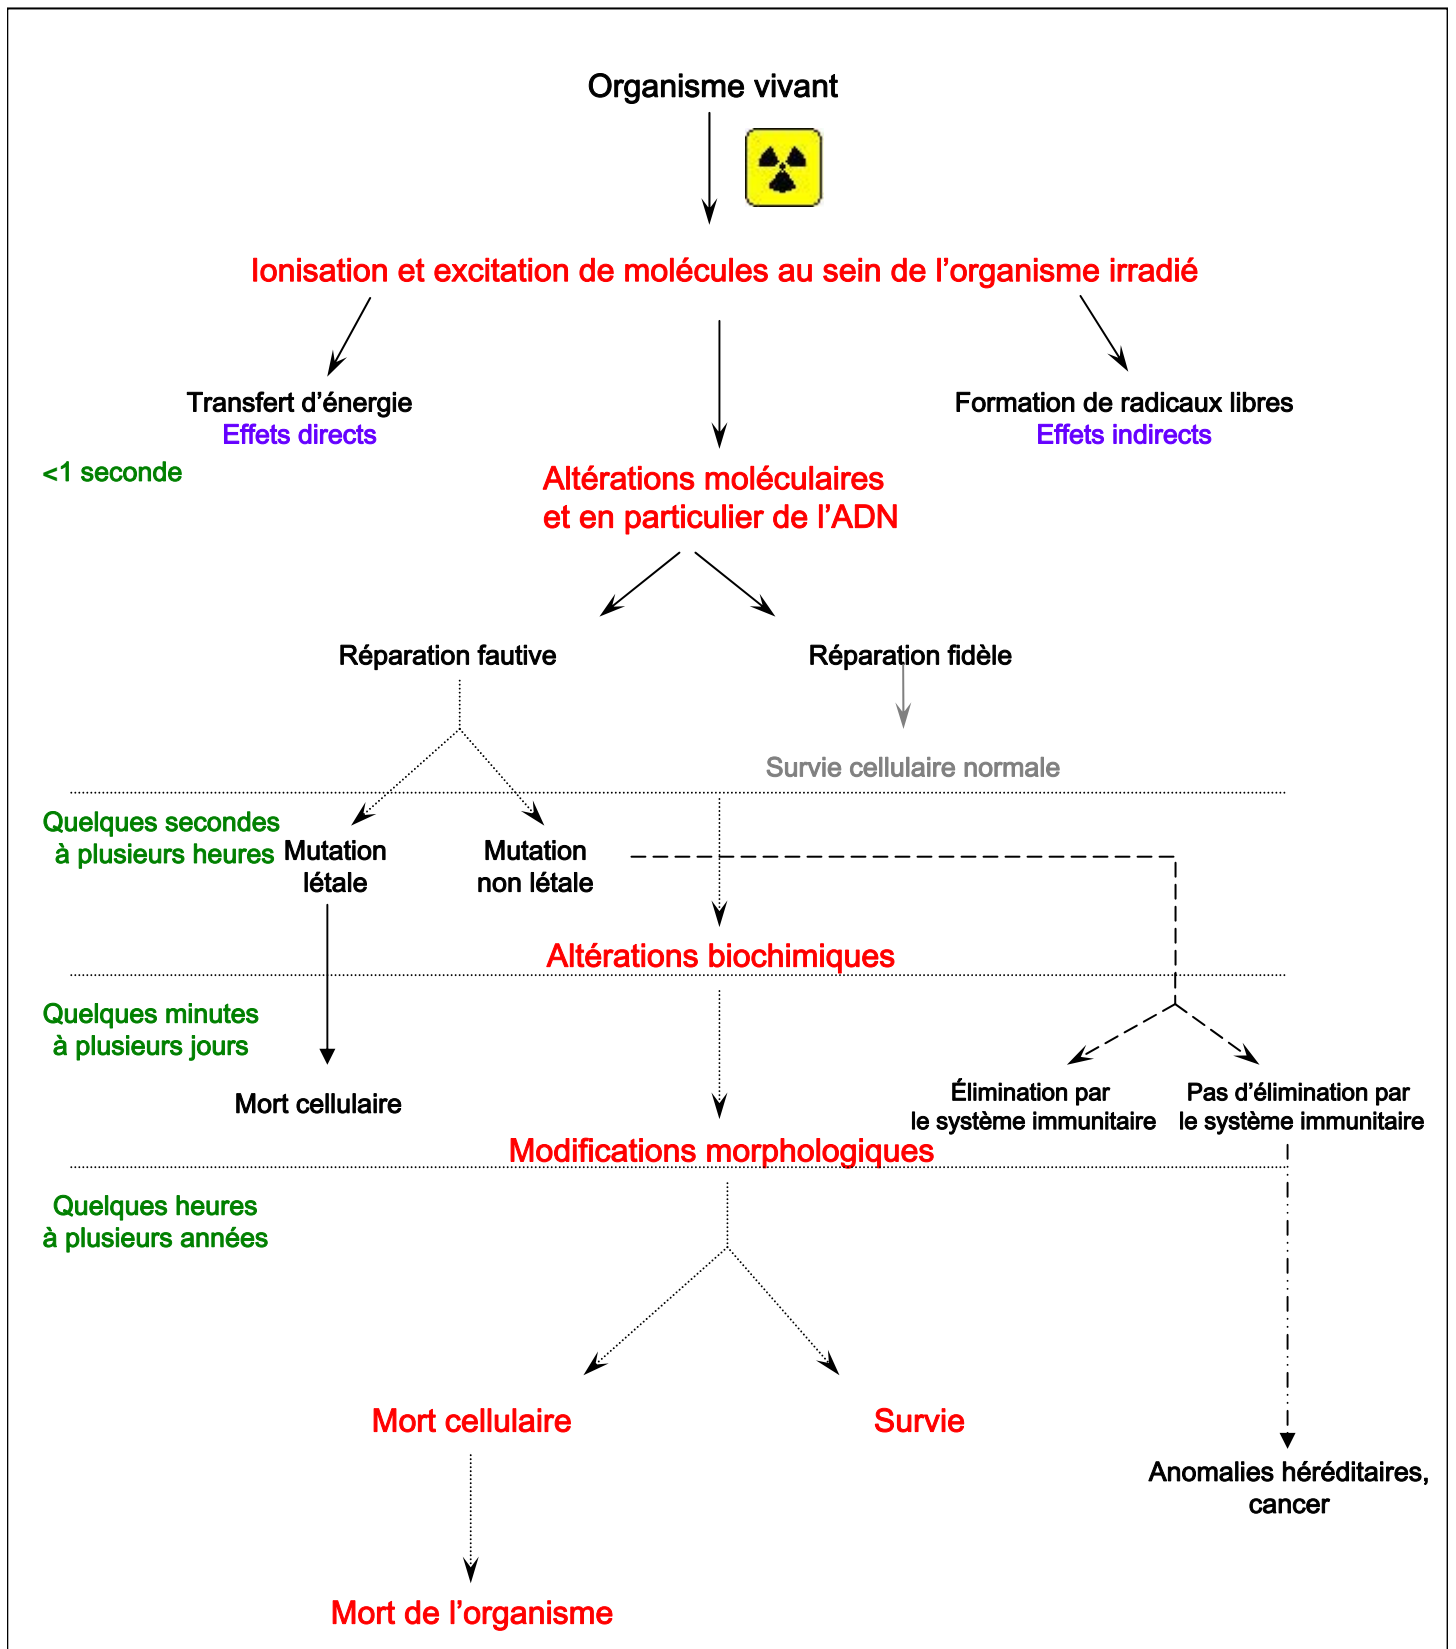 Organisme vivant
Ionisation et excitation de molécules au sein de l’organisme irradié
Transfert d’énergie
Effets directs
Formation de radicaux libres
Effets indirects
<1 seconde
Altérations moléculaires
et en particulier de l’ADN
Réparation fautive
Réparation fidèle
Survie cellulaire normale
Quelques secondes
à plusieurs heures
Mutation
létale
Mutation
non létale
Altérations biochimiques
Quelques minutes
à plusieurs jours
Mort cellulaire
Élimination par
le système immunitaire
Pas d’élimination par
le système immunitaire
Modifications morphologiques
Quelques heures
à plusieurs années
Mort cellulaire
Survie
Anomalies héréditaires,
cancer
Mort de l’organisme